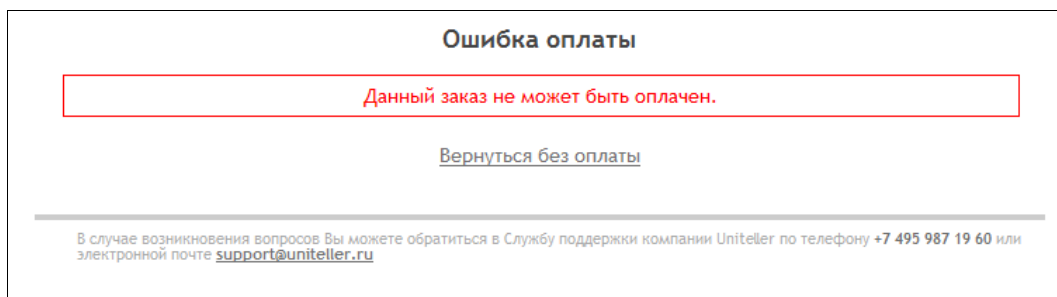 Ошибка оплаты
Данный заказ не может быть оплачен.
Вернуться без оплаты
В случае возникновения вопросов Вы можете обратиться в Службу поддержки компании Uniteller по телефону +7 495 987 19 60 или
электронной почте support@uniteller.ru